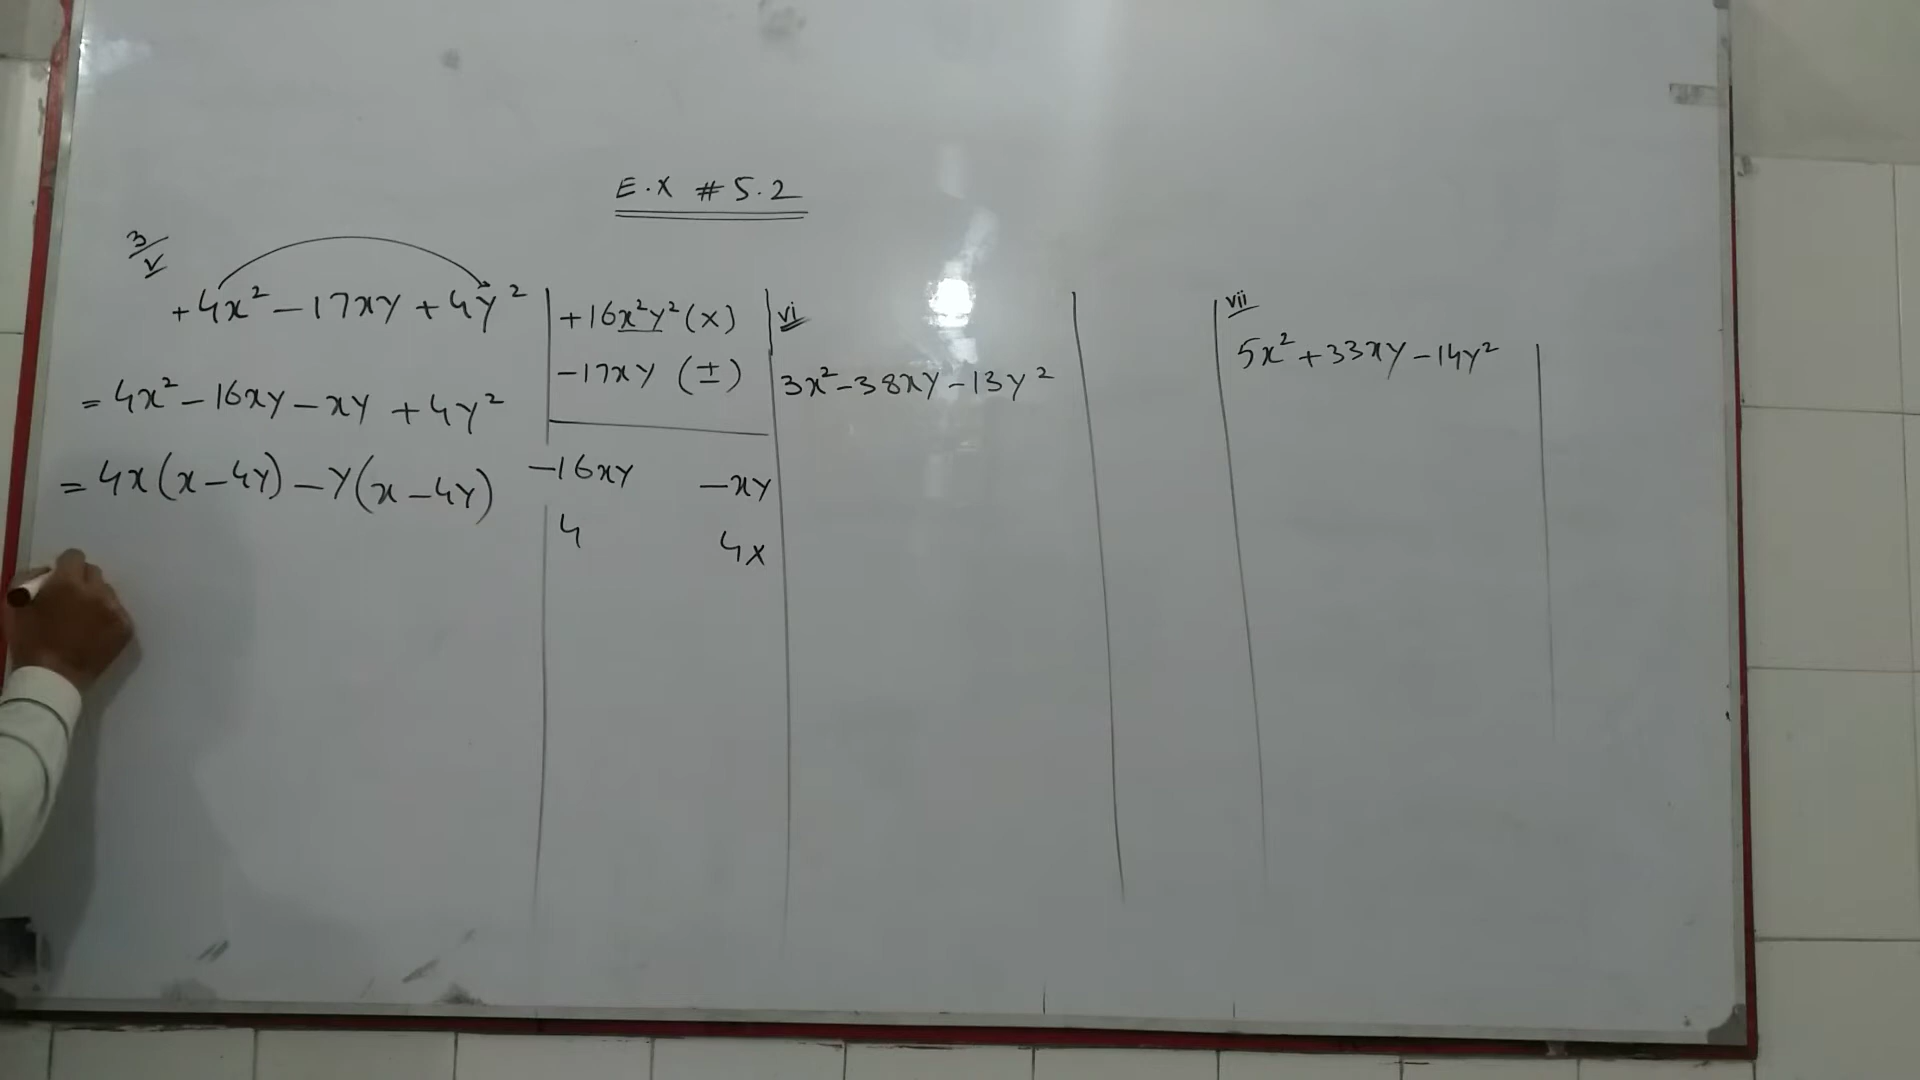 E.X # 5.2
3/v
+4x² - 17xy + 4y²
= 4x² - 16xy - xy + 4y²
= 4x(x - 4y) - y(x - 4y)
+16x²y² (x)
-17xy (±)
-16xy -xy
4 4x
vi
3x² - 38xy - 13y²
vii
5x² + 33xy - 14y²